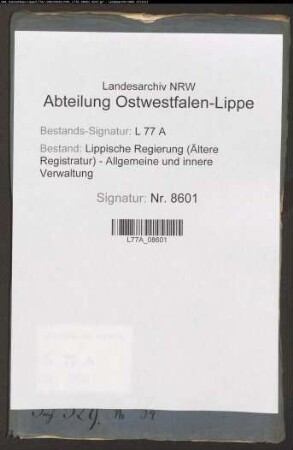 Landesarchiv NRW
Abteilung Ostwestfalen-Lippe
Bestands-Signatur: L 77 A
Bestand: Lippische Regierung (Ältere
Registratur) - Allgemeine und innere
Verwaltung
Signatur: Nr. 8601
L77A_08601